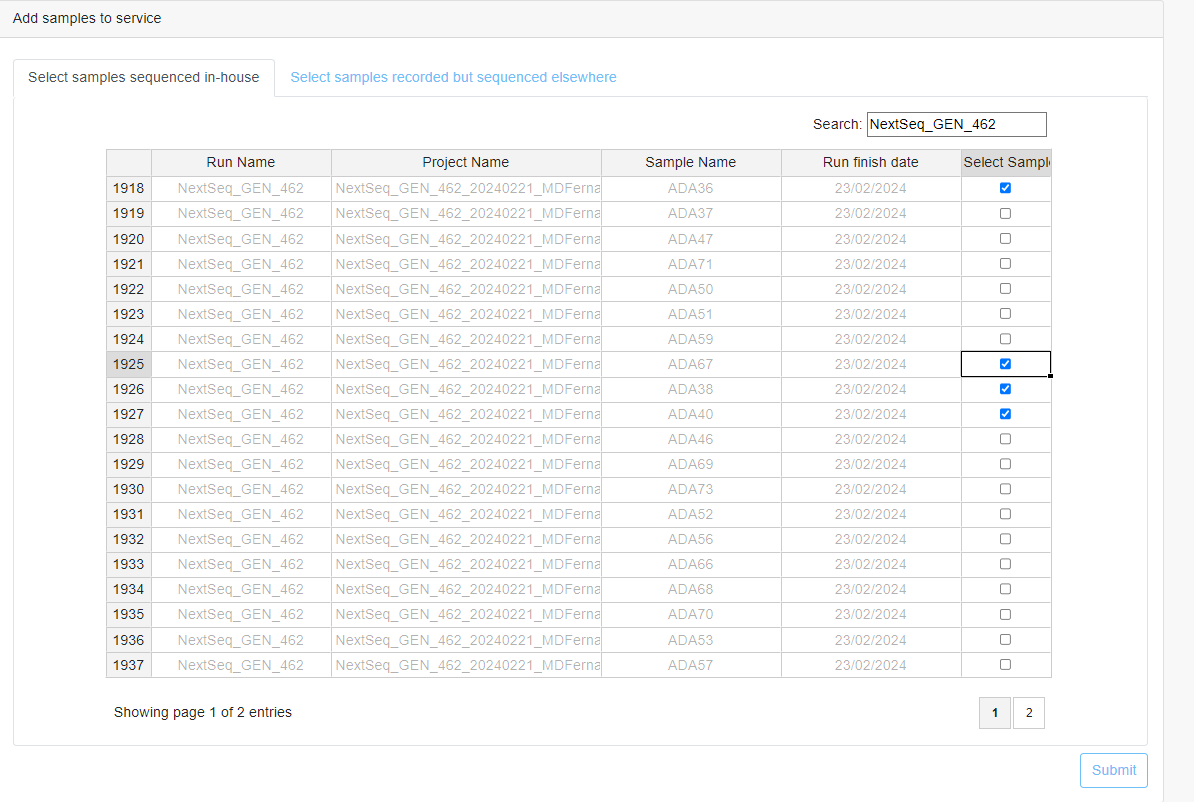 Add samples to service
Select samples sequenced in-house Select samples recorded but sequenced elsewhere
Search: NextSeq_GEN_462
Run Name Project Name Sample Name Run finish date Select Sampl
1918 NextSeq_GEN_462 NextSeq_GEN_462_20240221_MDFerna ADA36 23/02/2024
1919 NextSeq_GEN_462 NextSeq_GEN_462_20240221_MDFerna ADA37 23/02/2024
1920 NextSeq_GEN_462 NextSeq_GEN_462_20240221_MDFerna ADA47 23/02/2024
1921 NextSeq_GEN_462 NextSeq_GEN_462_20240221_MDFerna ADA71 23/02/2024
1922 NextSeq_GEN_462 NextSeq_GEN_462_20240221_MDFerna ADA50 23/02/2024
1923 NextSeq_GEN_462 NextSeq_GEN_462_20240221_MDFerna ADA51 23/02/2024
1924 NextSeq_GEN_462 NextSeq_GEN_462_20240221_MDFerna ADA59 23/02/2024
1925 NextSeq_GEN_462 NextSeq_GEN_462_20240221_MDFerna ADA67 23/02/2024
1926 NextSeq_GEN_462 NextSeq_GEN_462_20240221_MDFerna ADA38 23/02/2024
1927 NextSeq_GEN_462 NextSeq_GEN_462_20240221_MDFerna ADA40 23/02/2024
1928 NextSeq_GEN_462 NextSeq_GEN_462_20240221_MDFerna ADA46 23/02/2024
1929 NextSeq_GEN_462 NextSeq_GEN_462_20240221_MDFerna ADA69 23/02/2024
1930 NextSeq_GEN_462 NextSeq_GEN_462_20240221_MDFerna ADA73 23/02/2024
1931 NextSeq_GEN_462 NextSeq_GEN_462_20240221_MDFerna ADA52 23/02/2024
1932 NextSeq_GEN_462 NextSeq_GEN_462_20240221_MDFerna ADA56 23/02/2024
1933 NextSeq_GEN_462 NextSeq_GEN_462_20240221_MDFerna ADA66 23/02/2024
1934 NextSeq_GEN_462 NextSeq_GEN_462_20240221_MDFerna ADA68 23/02/2024
1935 NextSeq_GEN_462 NextSeq_GEN_462_20240221_MDFerna ADA70 23/02/2024
1936 NextSeq_GEN_462 NextSeq_GEN_462_20240221_MDFerna ADA53 23/02/2024
1937 NextSeq_GEN_462 NextSeq_GEN_462_20240221_MDFerna ADA57 23/02/2024
Showing page 1 of 2 entries 1 2
Submit